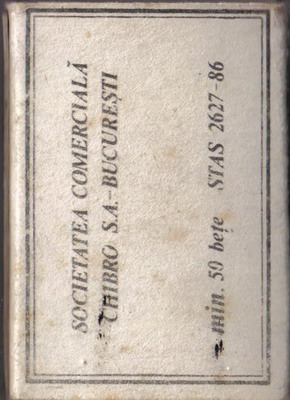 SOCIETATEA COMERCIALĂ
CHIBRO S.A.-BUCUREȘTI
min. 50 bețe STAS 2627-86